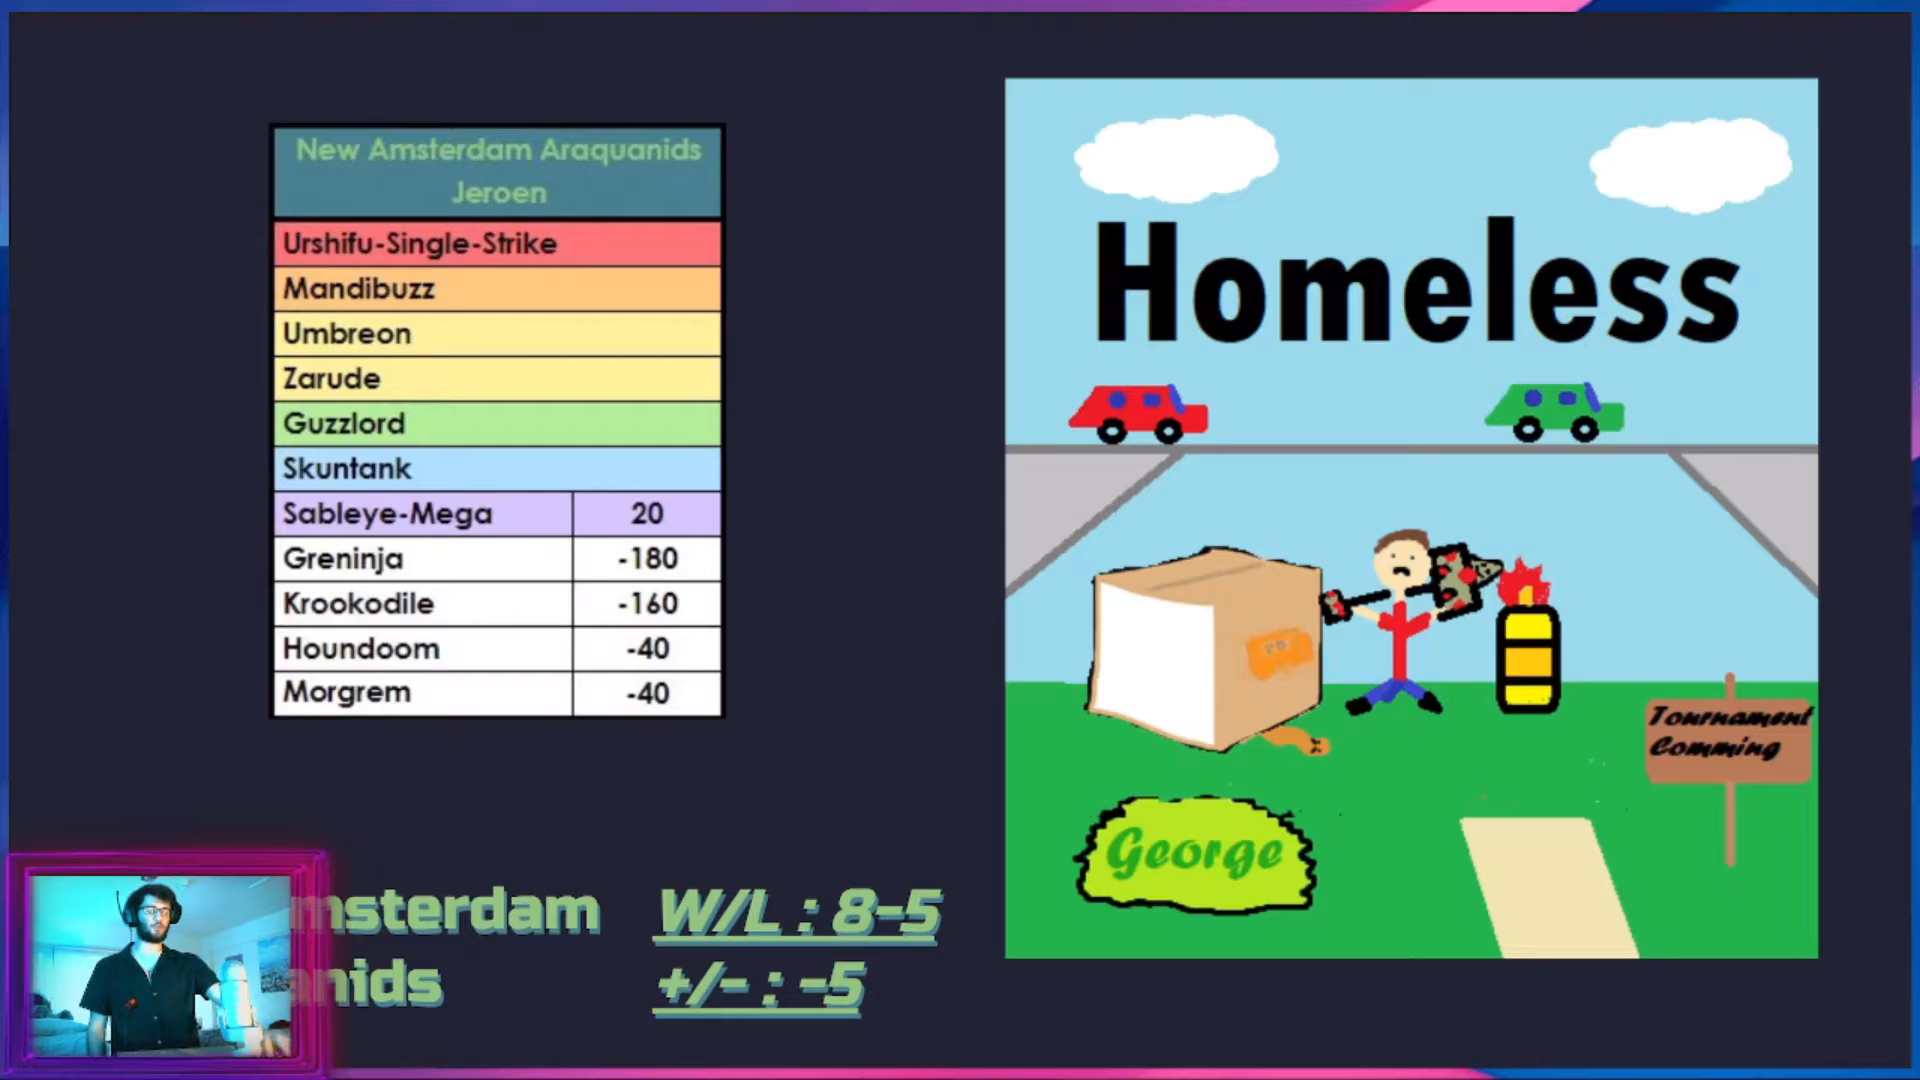 New Amsterdam Araquanids
Jeroen
Urshifu-Single-Strike
Mandibuzz
Umbreon
Zarude
Guzzlord
Skuntank
Sableye-Mega 20
Greninja -180
Krookodile -160
Houndoom -40
Morgrem -40
Homeless
Tournament
Comming
George
msterdam
nids
W/L : 8-5
+/- : -5